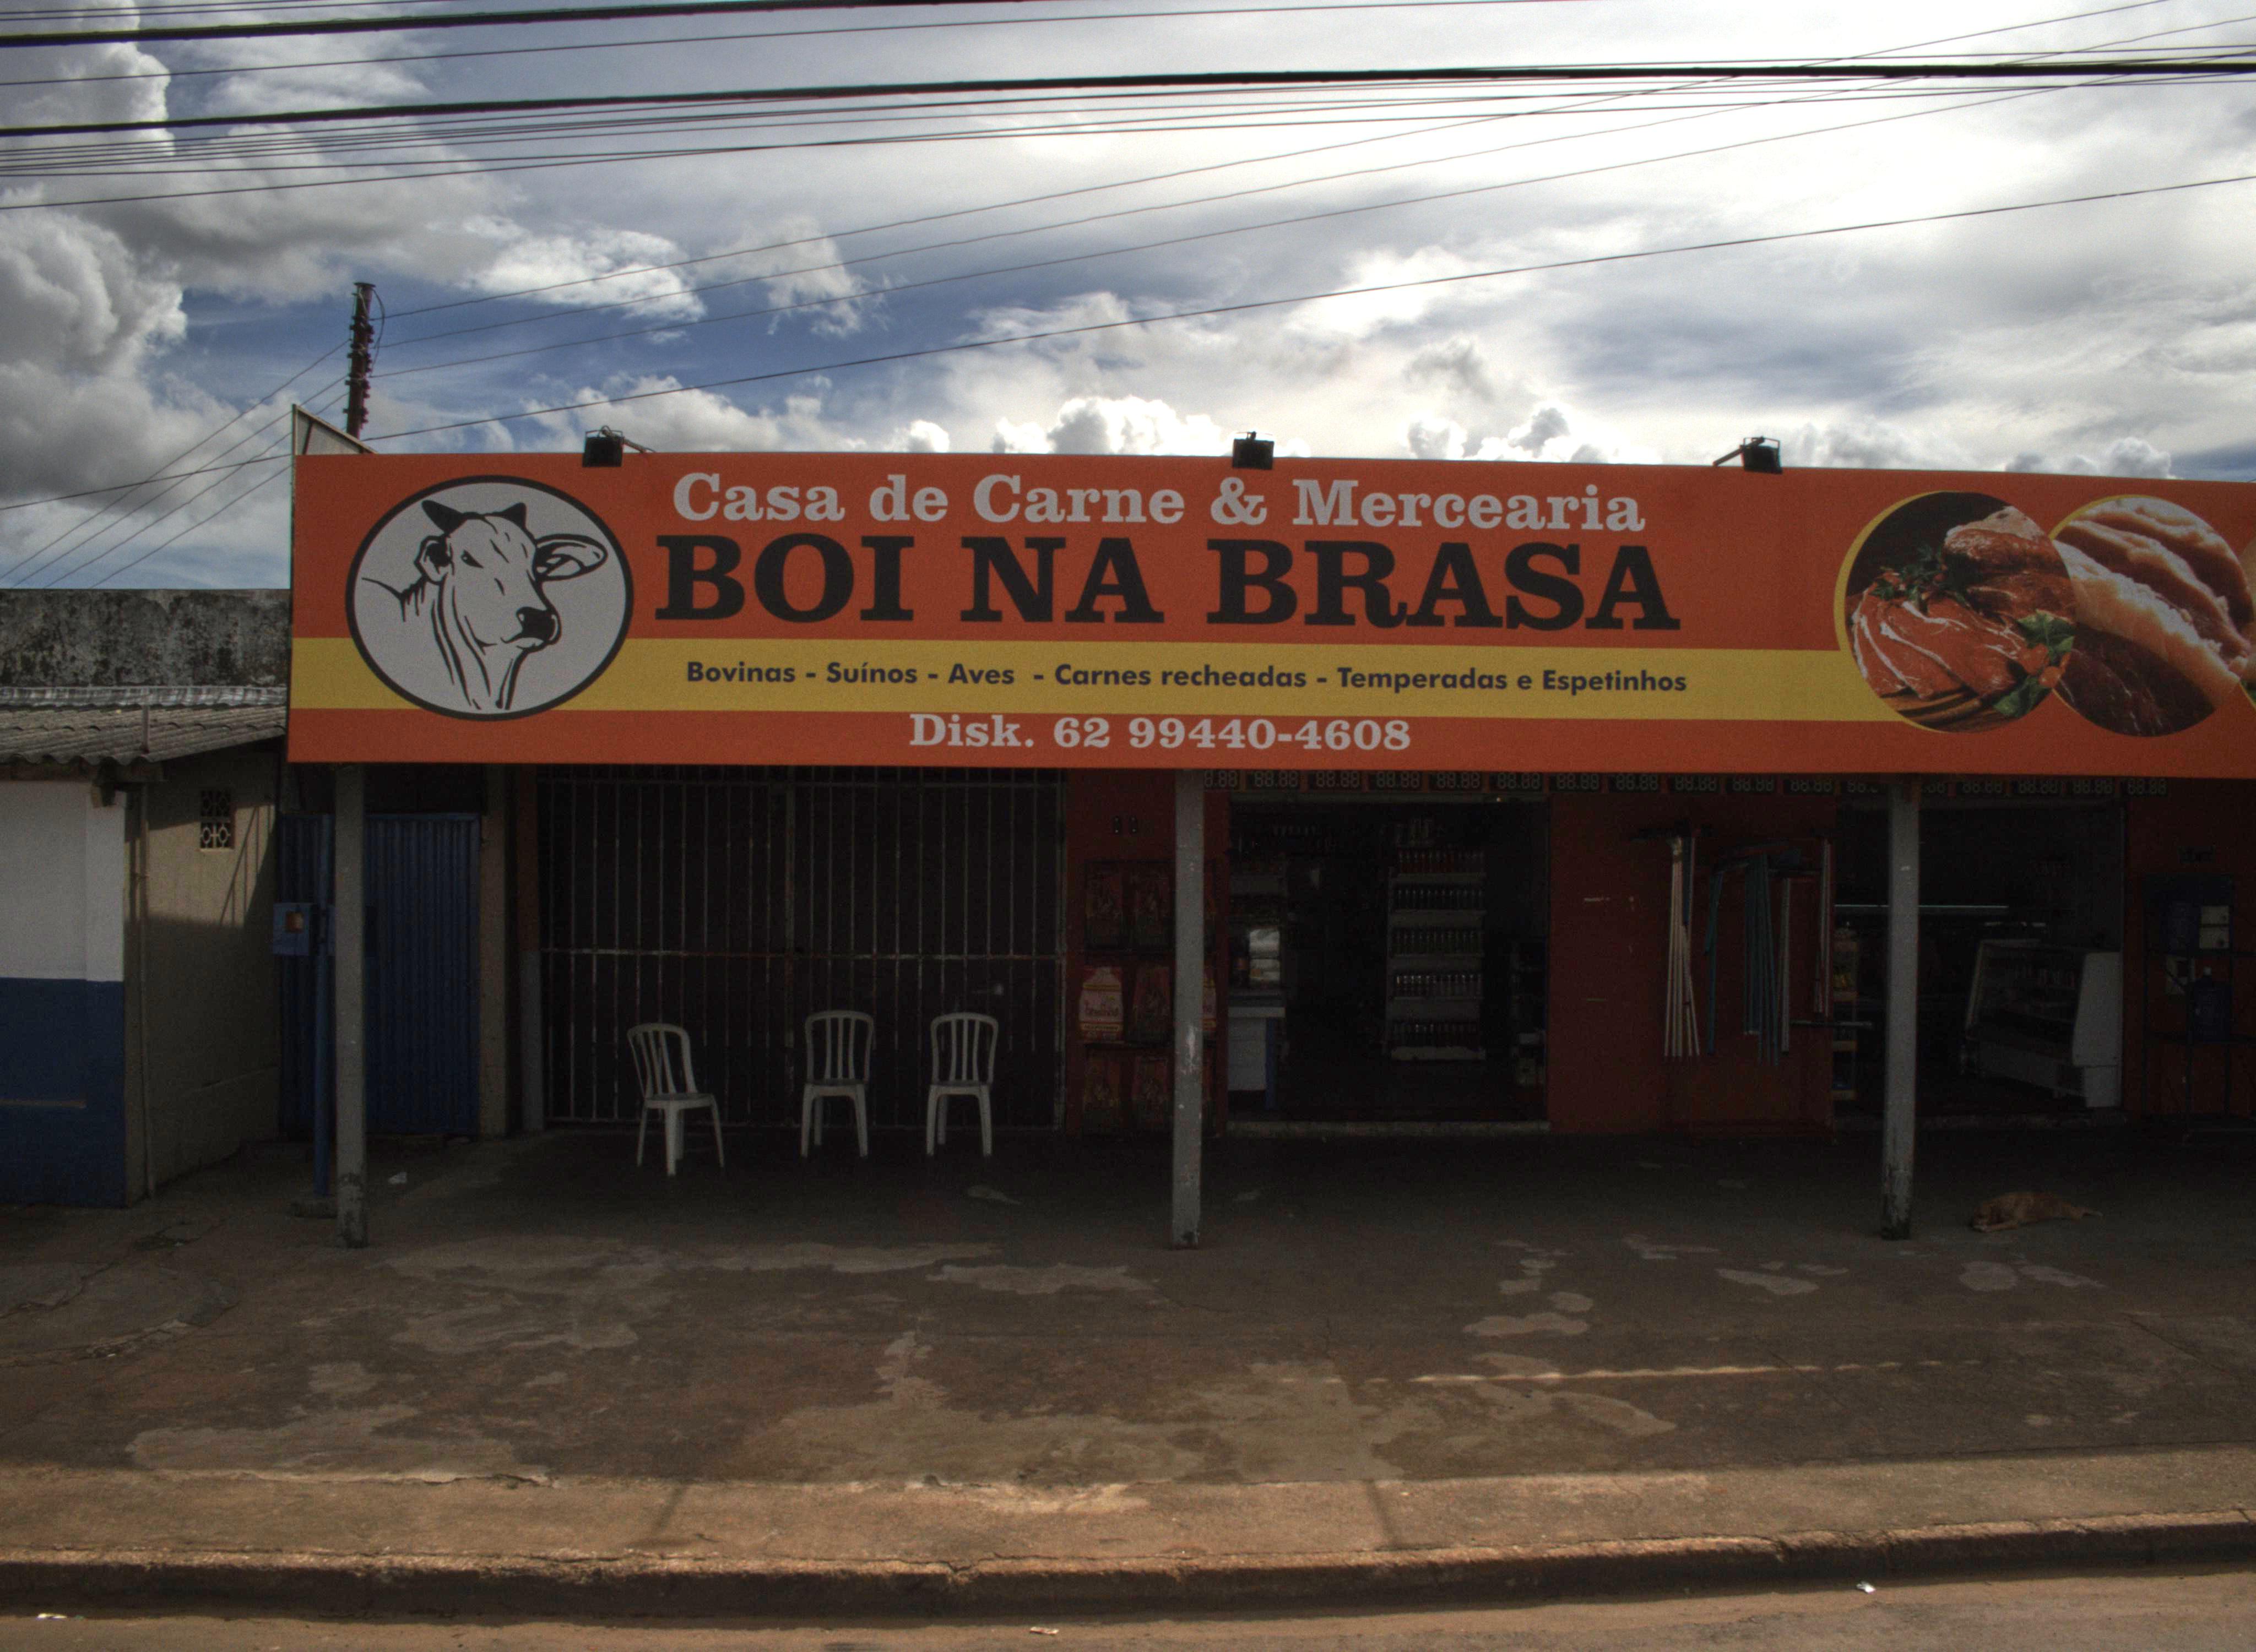 Casa de Carne & Mercearia
BOI NA BRASA
Bovinas - Suínos - Aves - Carnes recheadas - Temperadas e Espetinhos
Disk. 62 99440-4608